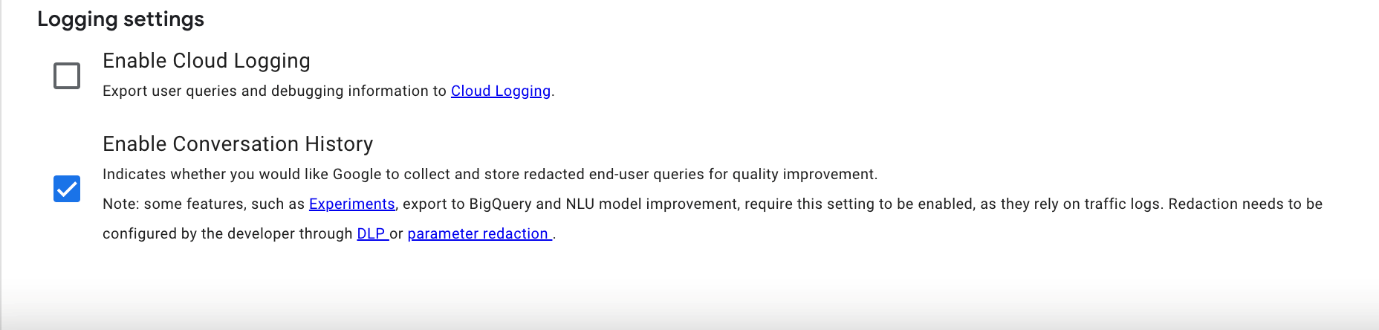 Logging settings
Enable Cloud Logging
Export user queries and debugging information to Cloud Logging.
Enable Conversation History
Indicates whether you would like Google to collect and store redacted end-user queries for quality improvement.
Note: some features, such as Experiments, export to BigQuery and NLU model improvement, require this setting to be enabled, as they rely on traffic logs. Redaction needs to be
configured by the developer through DLP or parameter redaction .